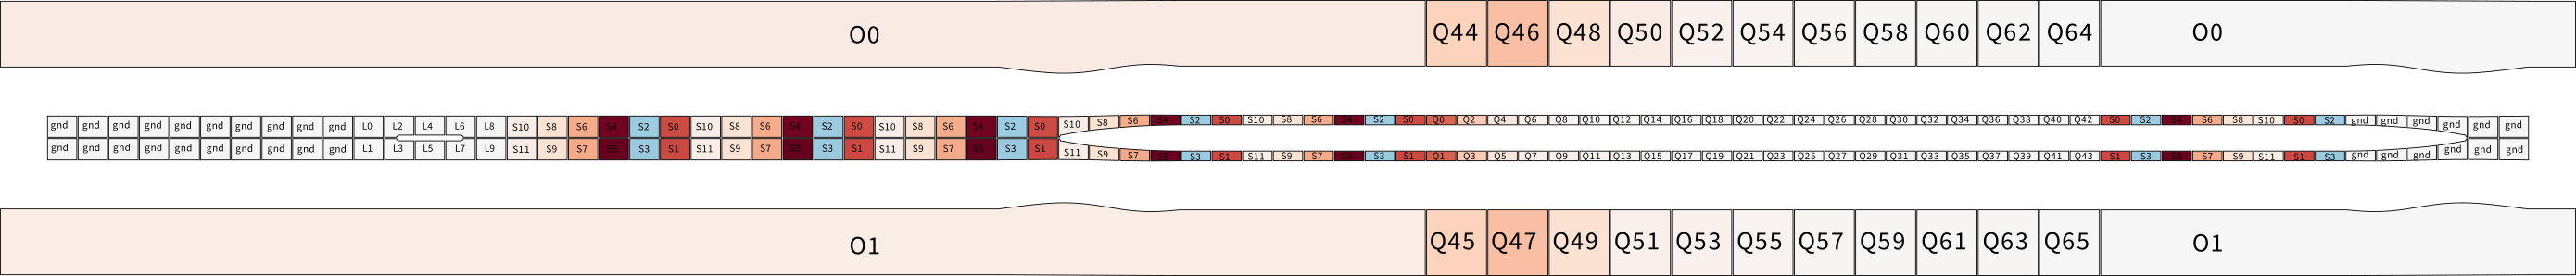 O0 Q44 Q46 Q48 Q50 Q52 Q54 Q56 Q58 Q60 Q62 Q64 O0
gnd gnd gnd gnd gnd gnd gnd gnd gnd gnd L0 L2 L4 L6 L8 S10 S8 S6 S4 S2 S0 S10 S8 S6 S4 S2 S0 S10 S8 S6 S4 S2 S0 S10 S8 S6 S4 S2 S0 S10 S8 S6 S4 S2 S0 Q0 Q2 Q4 Q6 Q8 Q10 Q12 Q14 Q16 Q18 Q20 Q22 Q24 Q26 Q28 Q30 Q32 Q34 Q36 Q38 Q40 Q42 S0 S2 S4 S6 S8 S10 S0 S2 gnd gnd gnd gnd gnd gnd
gnd gnd gnd gnd gnd gnd gnd gnd gnd gnd L1 L3 L5 L7 L9 S11 S9 S7 S5 S3 S1 S11 S9 S7 S5 S3 S1 S11 S9 S7 S5 S3 S1 S11 S9 S7 S5 S3 S1 S11 S9 S7 S5 S3 S1 Q1 Q3 Q5 Q7 Q9 Q11 Q13 Q15 Q17 Q19 Q21 Q23 Q25 Q27 Q29 Q31 Q33 Q35 Q37 Q39 Q41 Q43 S1 S3 S5 S7 S9 S11 S1 S3 gnd gnd gnd gnd gnd gnd
O1 Q45 Q47 Q49 Q51 Q53 Q55 Q57 Q59 Q61 Q63 Q65 O1